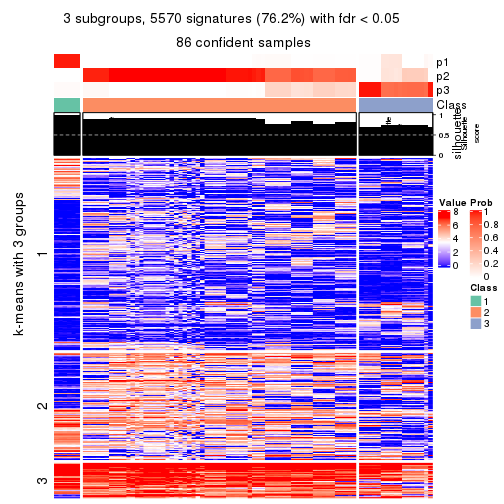 3 subgroups, 5570 signatures (76.2%) with fdr < 0.05
86 confident samples
p1
p2
p3
Class
1
0.5
0
silhouette
Silhouette
score
k-means with 3 groups
1
2
3
Value
8
6
4
2
0
Prob
1
0.8
0.6
0.4
0.2
0
Class
1
2
3